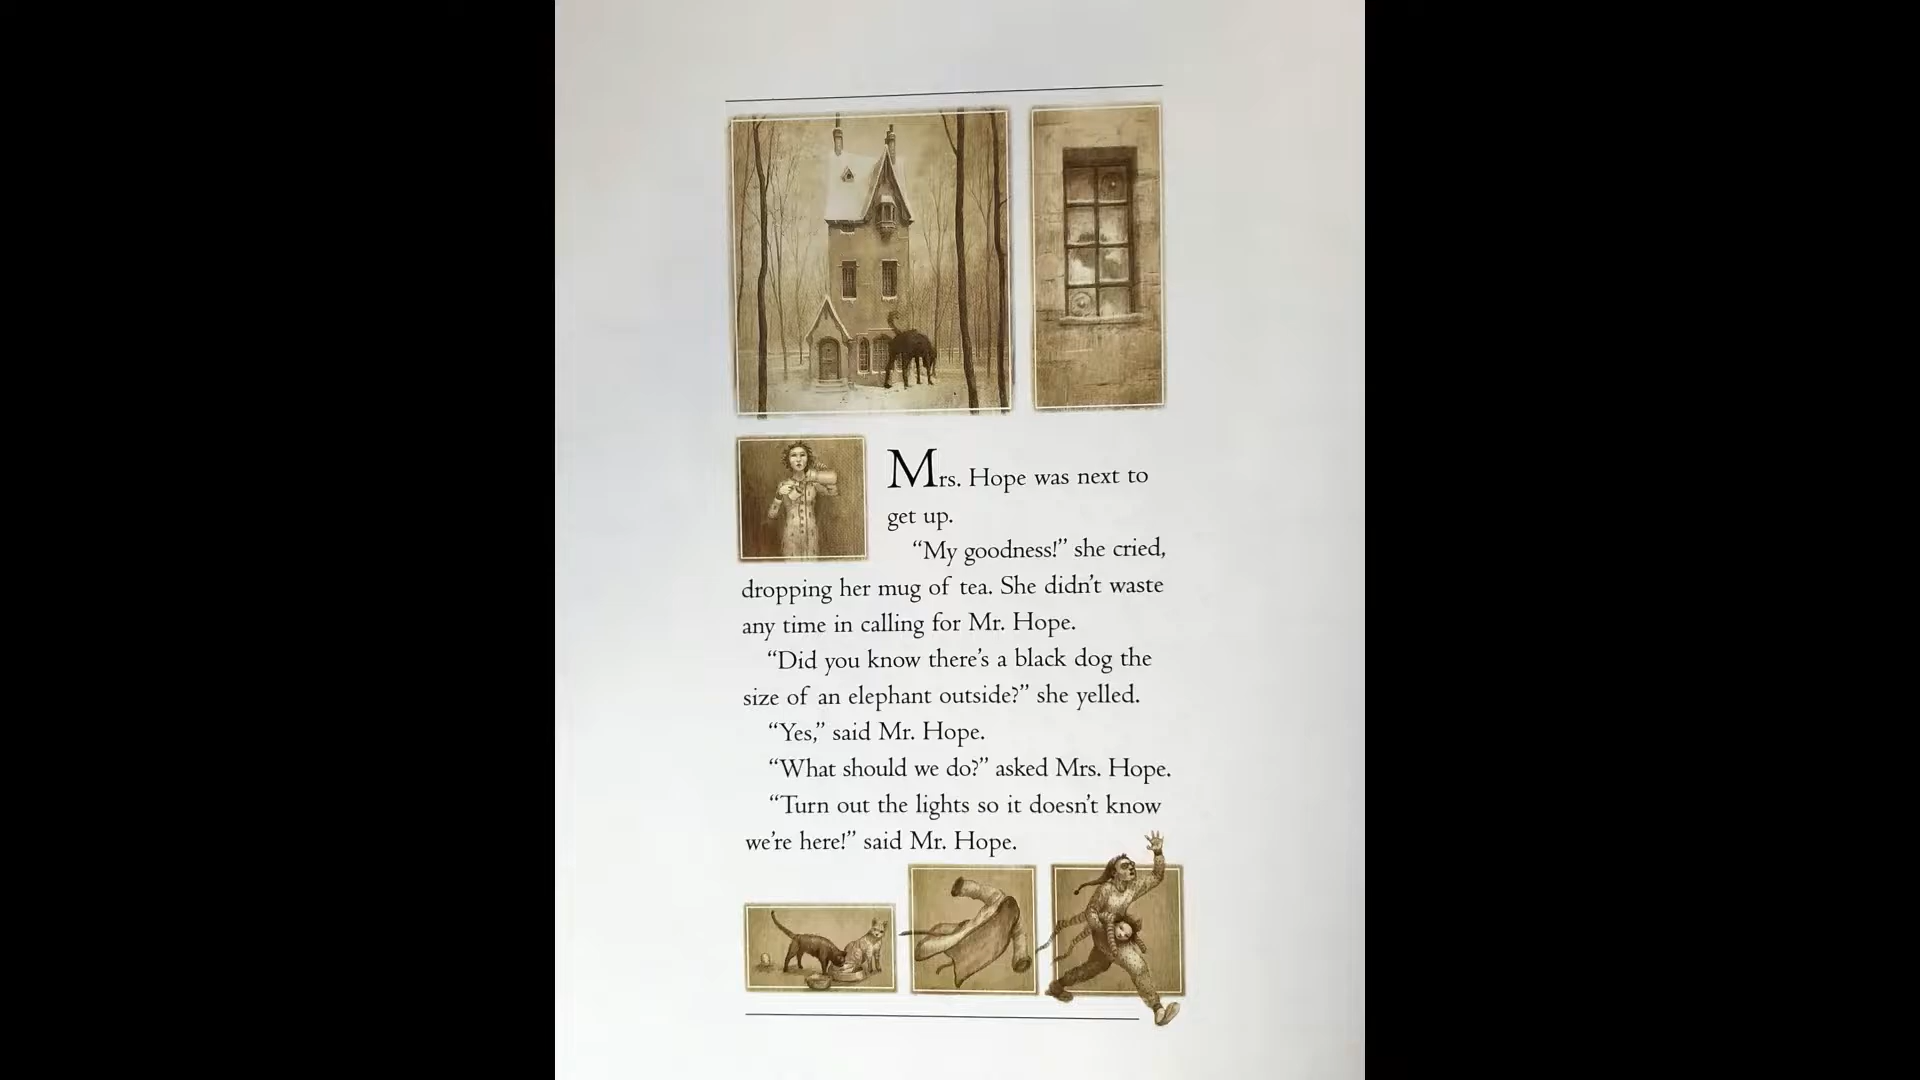 Mrs. Hope was next to
get up.
“My goodness!” she cried,
dropping her mug of tea. She didn’t waste
any time in calling for Mr. Hope.
“Did you know there’s a black dog the
size of an elephant outside?” she yelled.
“Yes,” said Mr. Hope.
“What should we do?” asked Mrs. Hope.
“Turn out the lights so it doesn’t know
we’re here!” said Mr. Hope.